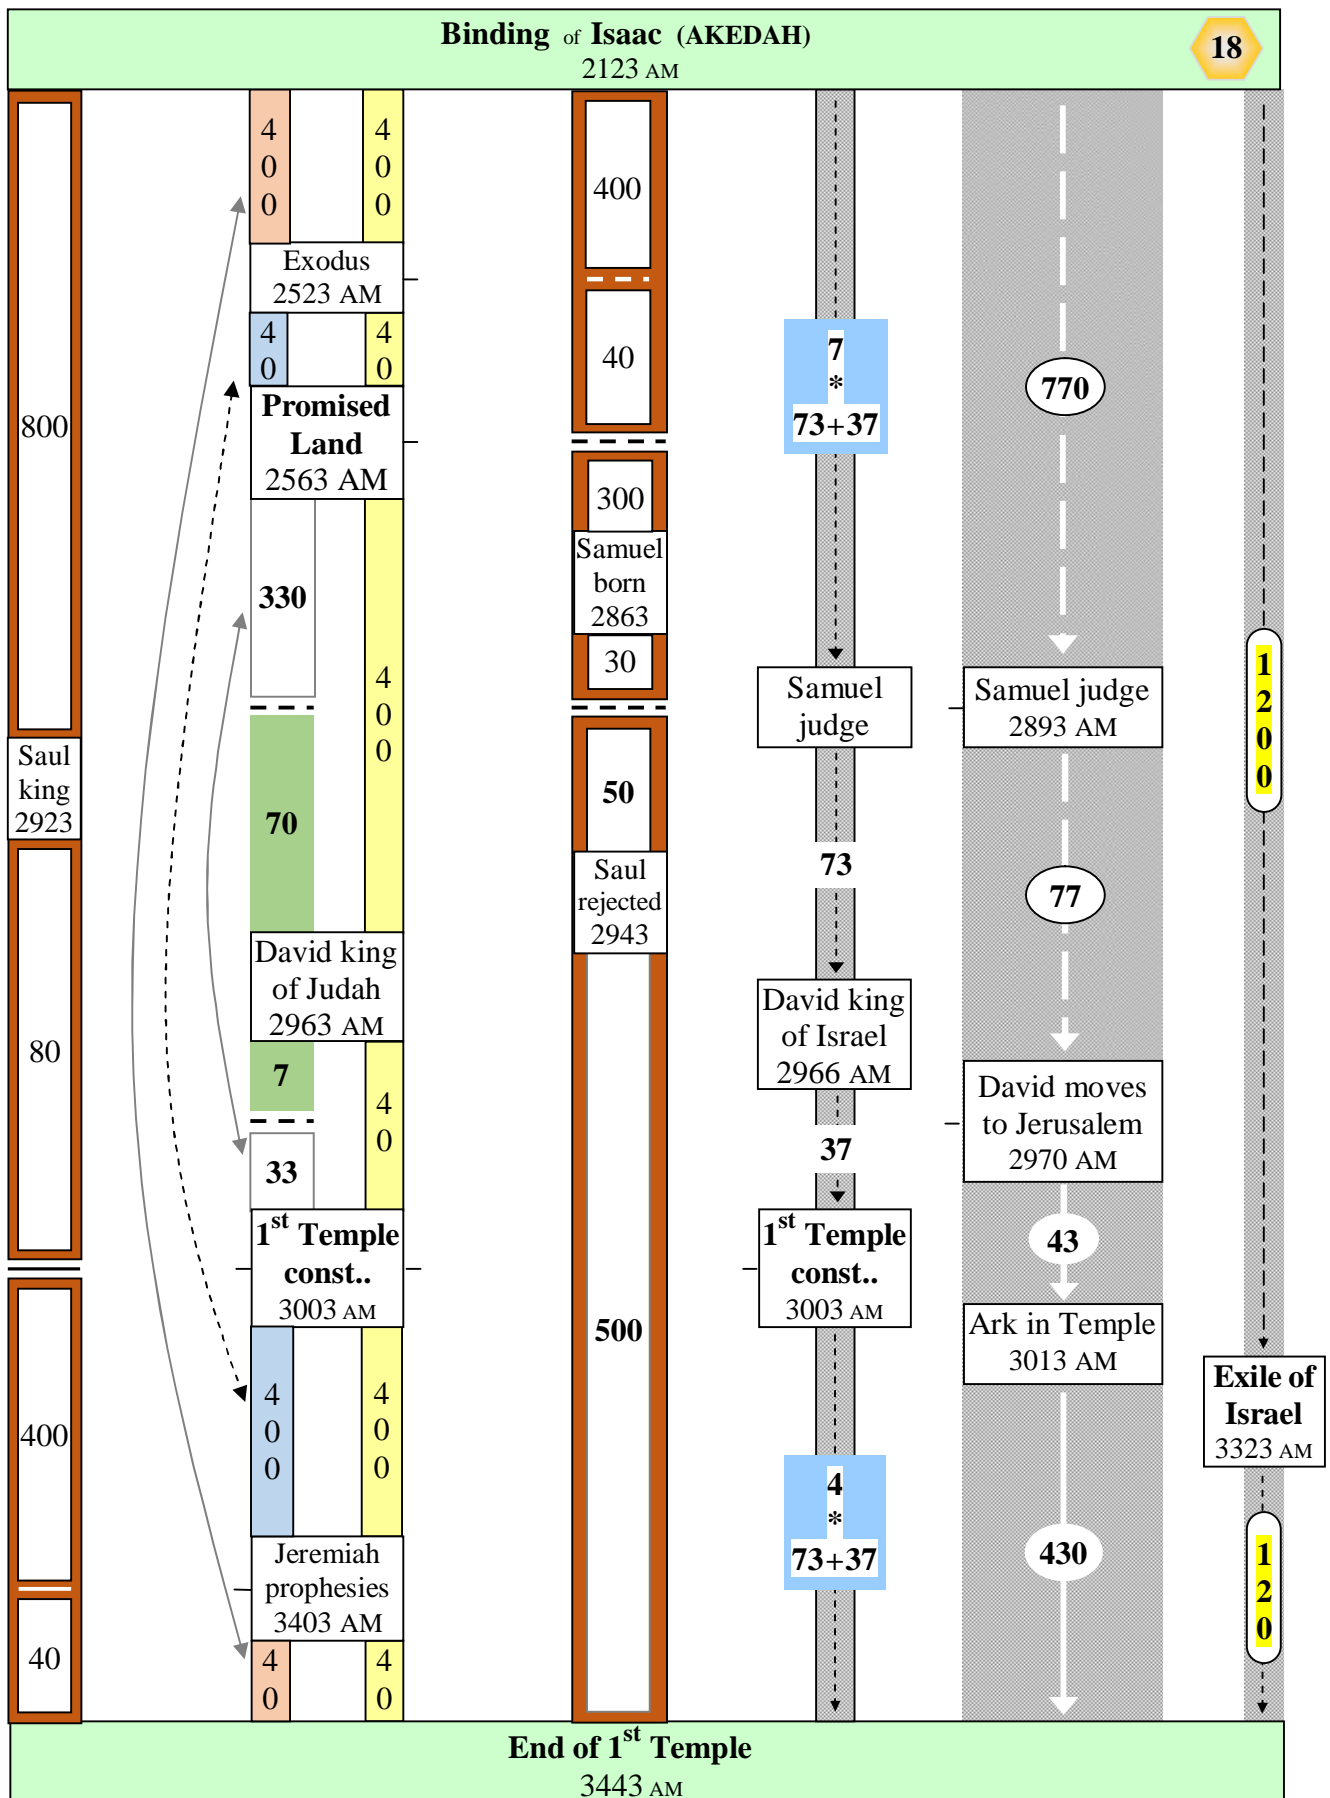 Binding of Isaac (AKEDAH)
2123 AM
18
800
Saul
king
2923
80
400
40
4
0
0
4
0
0
Exodus
2523 AM
4
0
4
0
Promised
Land
2563 AM
330
4
0
0
70
David king
of Judah
2963 AM
7
4
0
33
1st Temple
const..
3003 AM
4
0
0
4
0
0
Jeremiah
prophesies
3403 AM
4
0
4
0
400
40
300
Samuel
born
2863
30
50
Saul
rejected
2943
500
7
*
73+37
Samuel
judge
73
David king
of Israel
2966 AM
37
1st Temple
const..
3003 AM
4
*
73+37
770
Samuel judge
2893 AM
77
David moves
to Jerusalem
2970 AM
43
Ark in Temple
3013 AM
430
1
2
0
0
Exile of
Israel
3323 AM
1
2
0
End of 1st Temple
3443 AM